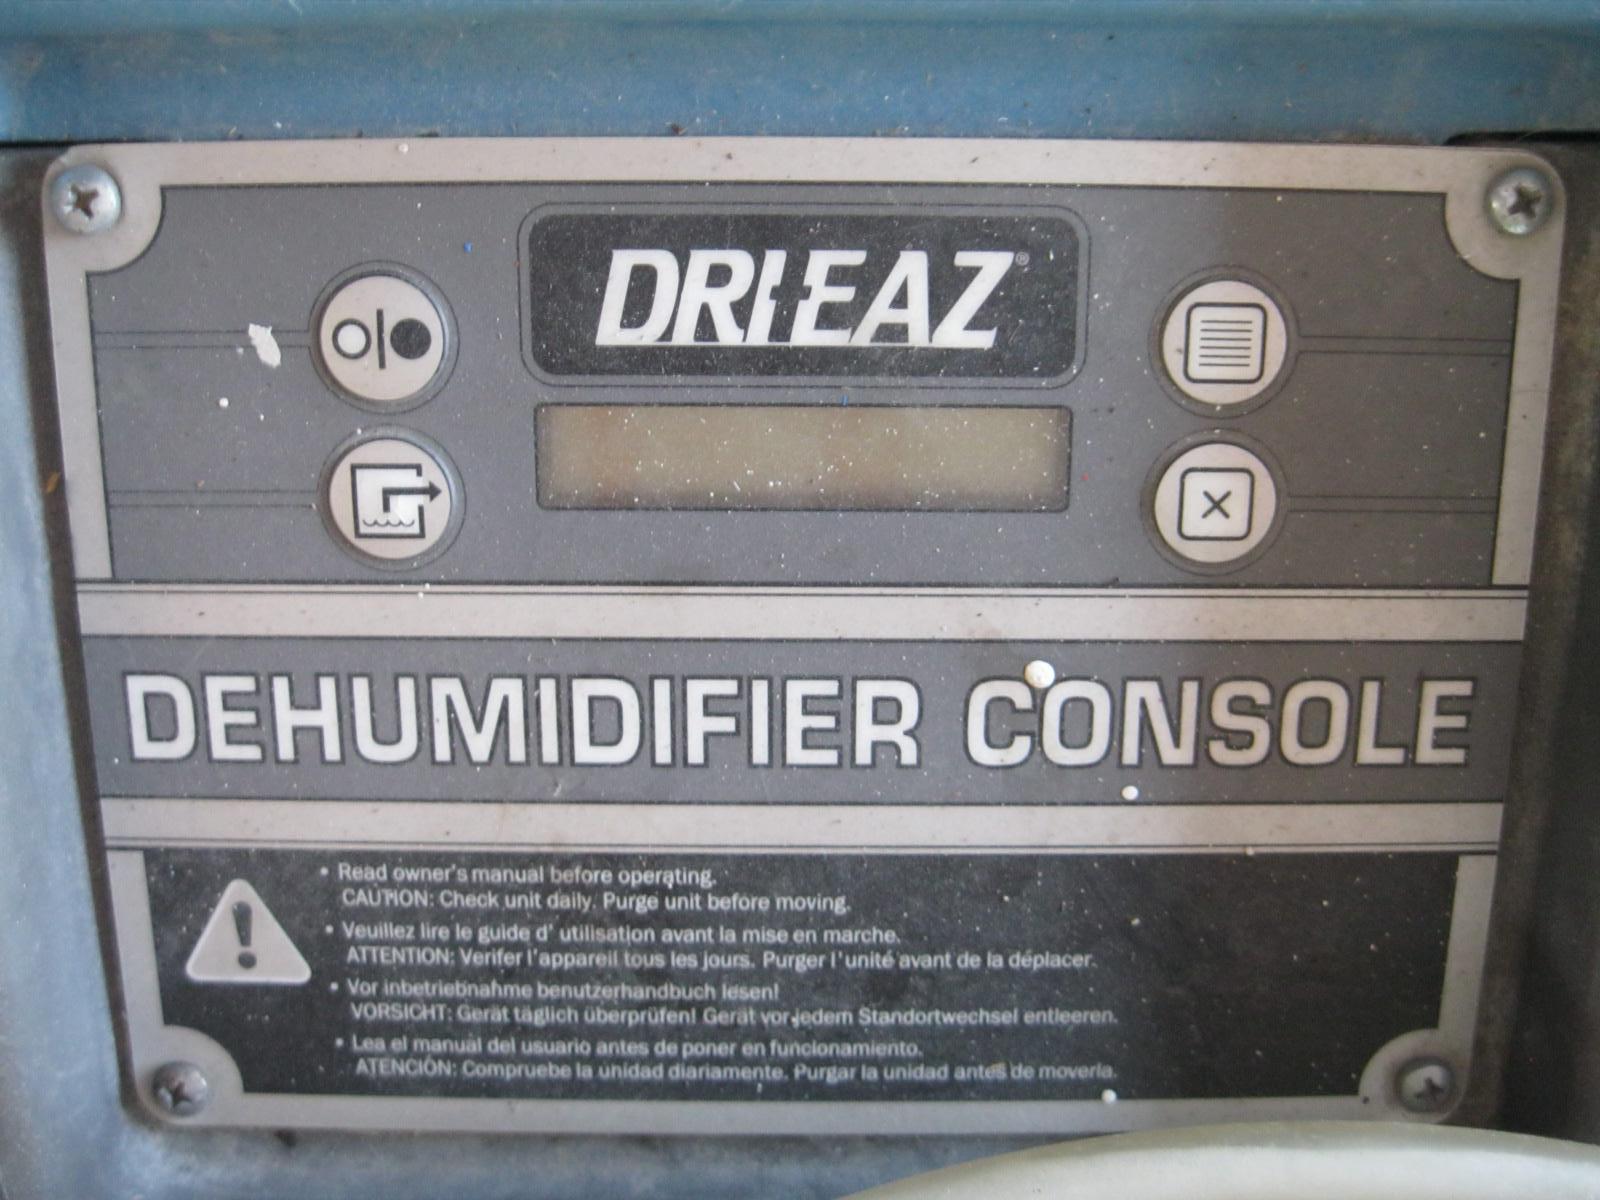 DRI-EAZ®
DEHUMIDIFIER CONSOLE
• Read owner's manual before operating.
CAUTION: Check unit daily. Purge unit before moving.
• Veuillez lire le guide d' utilisation avant la mise en marche.
ATTENTION: Verifer l'appareil tous les jours. Purger l'unité avant de la déplacer.
• Vor inbetriebnahme benutzerhandbuch lesen!
VORSICHT: Gerät täglich überprüfen! Gerät vor jedem Standortwechsel entleeren.
• Lea el manual del usuario antes de poner en funcionamiento.
ATENCIÓN: Compruebe la unidad diariamente. Purgar la unidad antes de moverla.